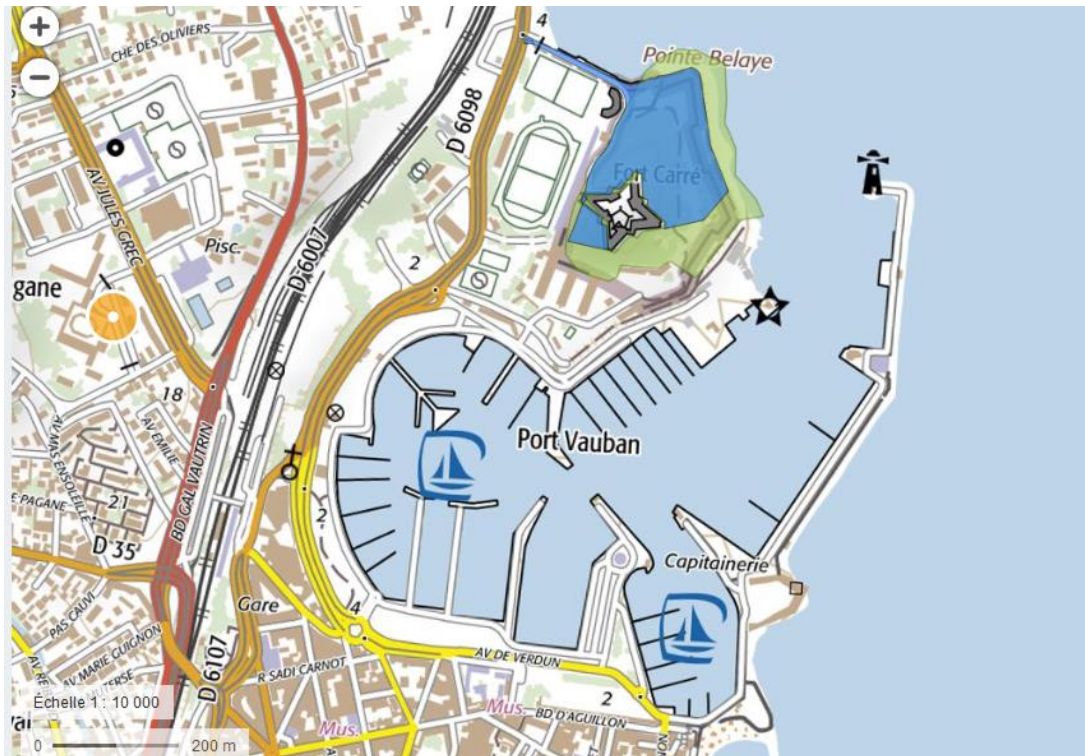 +
−
CHE DES OLIVIERS
4
Pointe Belaye
D 6098
Fort Carré
AV JULES GREC
Pisc.
D 6007
2
gane
18
Port Vauban
AV EMILIE
AV MAS ENSOLEILLE
BD GAL VAUTRIN
E PAGANE
21
2
D 35
Capitainerie
PAS CAUVI
Gare
4
AV MARIE GUIGNON
AV DE VERDUN
R SADI CARNOT
D 6107
2
Mus.
Mus.
BD D'AGUILLON
Échelle 1 : 10 000
0
200 m